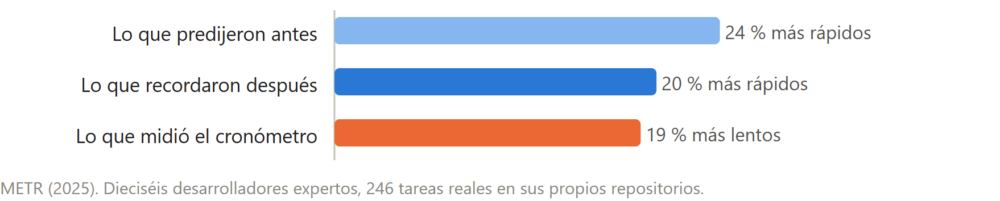 Lo que predijeron antes 24 % más rápidos
Lo que recordaron después 20 % más rápidos
Lo que midió el cronómetro 19 % más lentos
METR (2025). Dieciséis desarrolladores expertos, 246 tareas reales en sus propios repositorios.